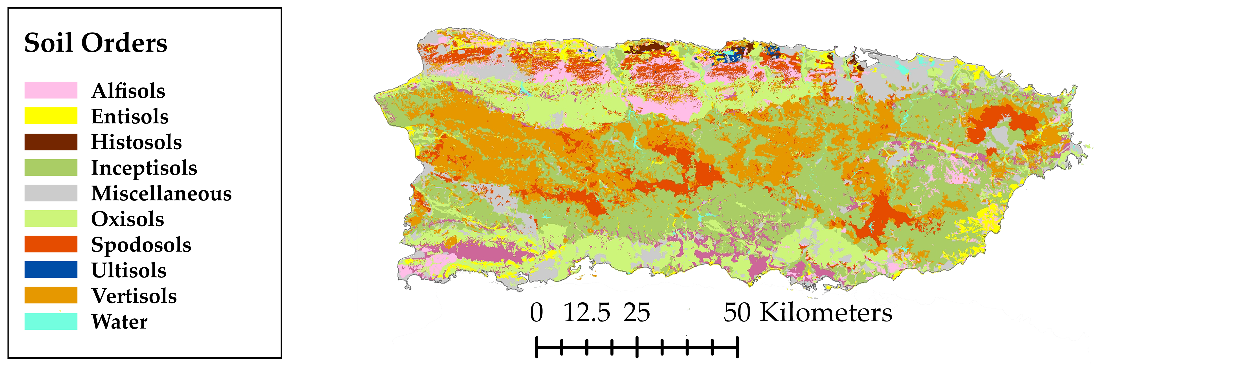 Soil Orders
Alfisols
Entisols
Histosols
Inceptisols
Miscellaneous
Oxisols
Spodosols
Ultisols
Vertisols
Water
0 12.5 25 50 Kilometers